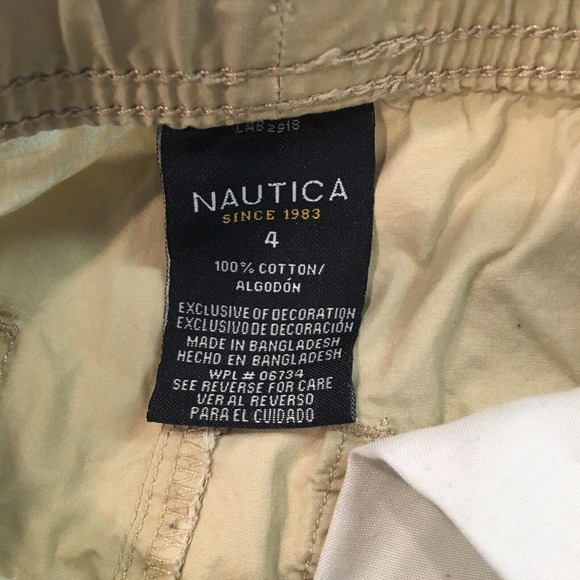 LAB2918
NAUTICA
SINCE 1983
4
100% COTTON/
ALGODÓN
EXCLUSIVE OF DECORATION
EXCLUSIVO DE DECORACIÓN
MADE IN BANGLADESH
HECHO EN BANGLADESH
WPL# 06734
SEE REVERSE FOR CARE
VER AL REVERSO
PARA EL CUIDADO